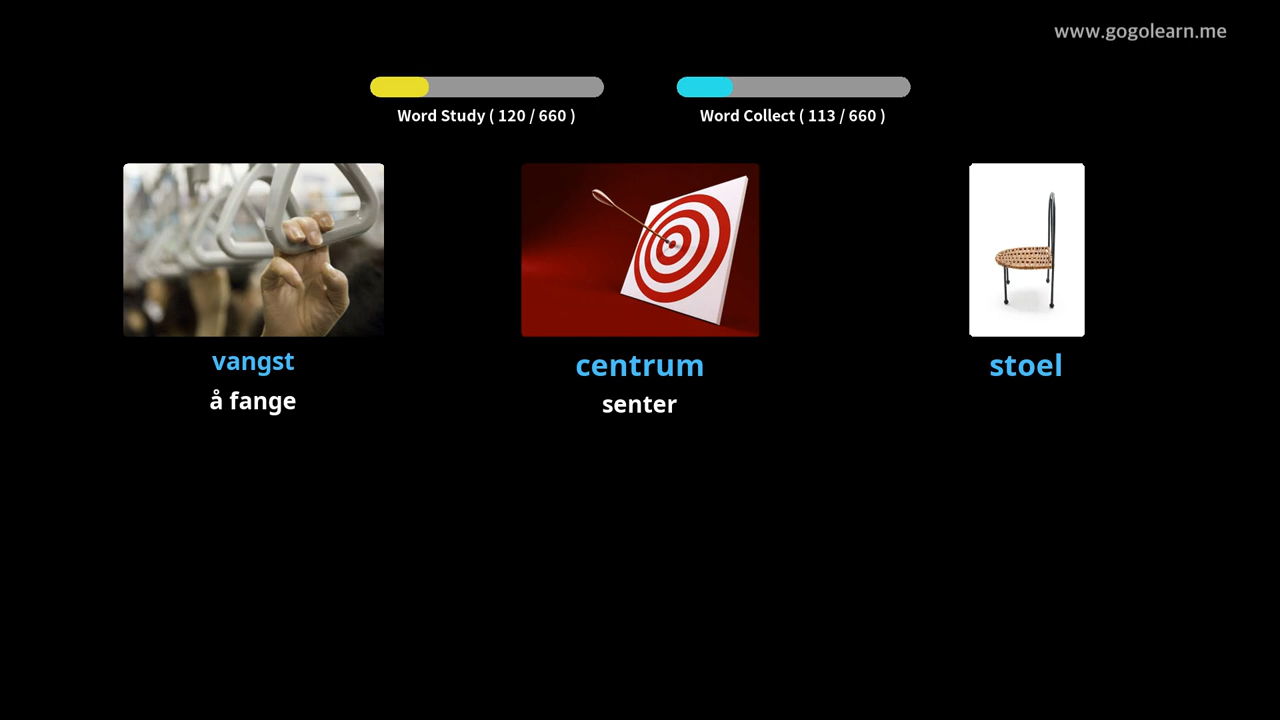 www.gogolearn.me
Word Study ( 120 / 660 )
Word Collect ( 113 / 660 )
vangst
å fange
centrum
senter
stoel